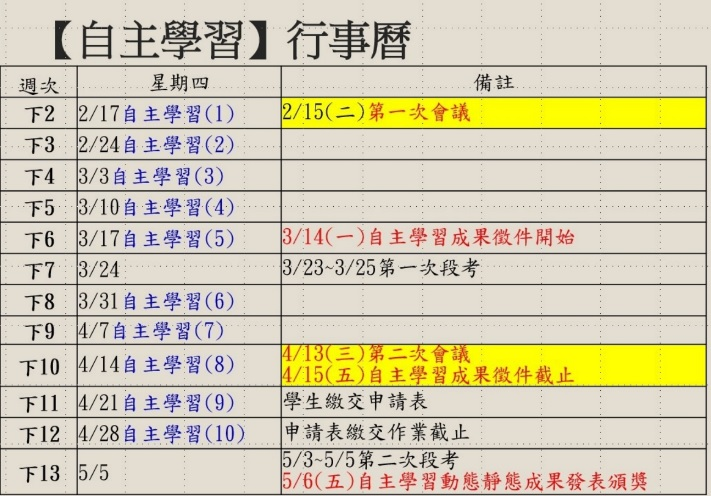 【自主學習】行事曆
週次 星期四 備註
下2 2/17自主學習(1) 2/15(二)第一次會議
下3 2/24自主學習(2)
下4 3/3自主學習(3)
下5 3/10自主學習(4)
下6 3/17自主學習(5) 3/14(一)自主學習成果徵件開始
下7 3/24 3/23~3/25第一次段考
下8 3/31自主學習(6)
下9 4/7自主學習(7)
下10 4/14自主學習(8) 4/13(三)第二次會議
4/15(五)自主學習成果徵件截止
下11 4/21自主學習(9) 學生繳交申請表
下12 4/28自主學習(10) 申請表繳交作業截止
下13 5/5 5/3~5/5第二次段考
5/6(五)自主學習動態靜態成果發表頒獎